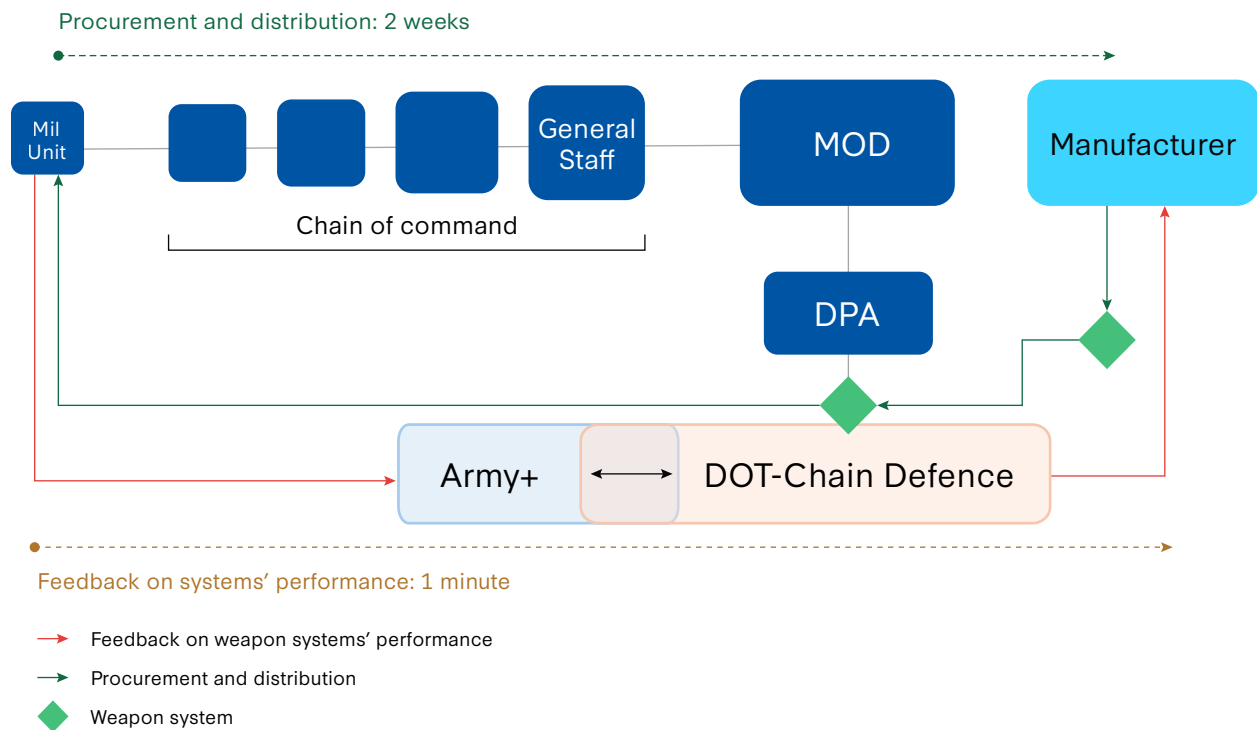 Procurement and distribution: 2 weeks
Mil
Unit
General
Staff
MOD
Manufacturer
Chain of command
DPA
Army+
DOT-Chain Defence
Feedback on systems’ performance: 1 minute
Feedback on weapon systems’ performance
Procurement and distribution
Weapon system